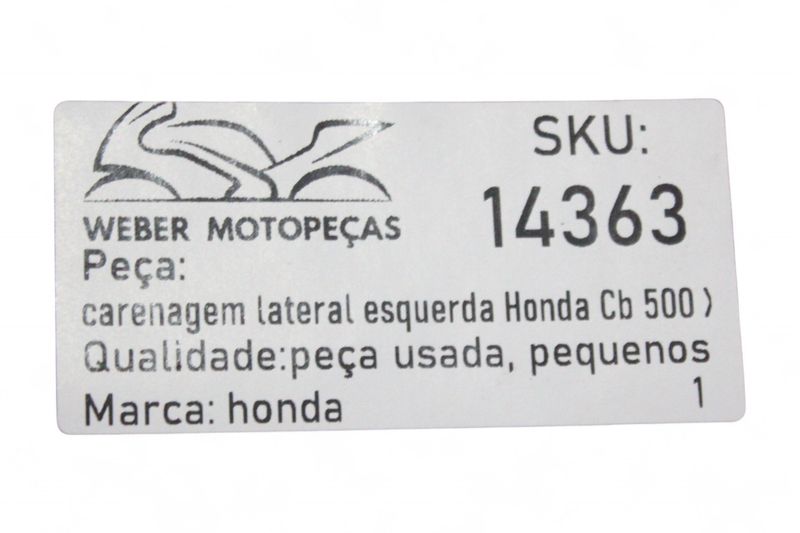 WEBER MOTOPEÇAS
SKU:
14363
Peça:
carenagem lateral esquerda Honda Cb 500
Qualidade:peça usada, pequenos
Marca: honda
1